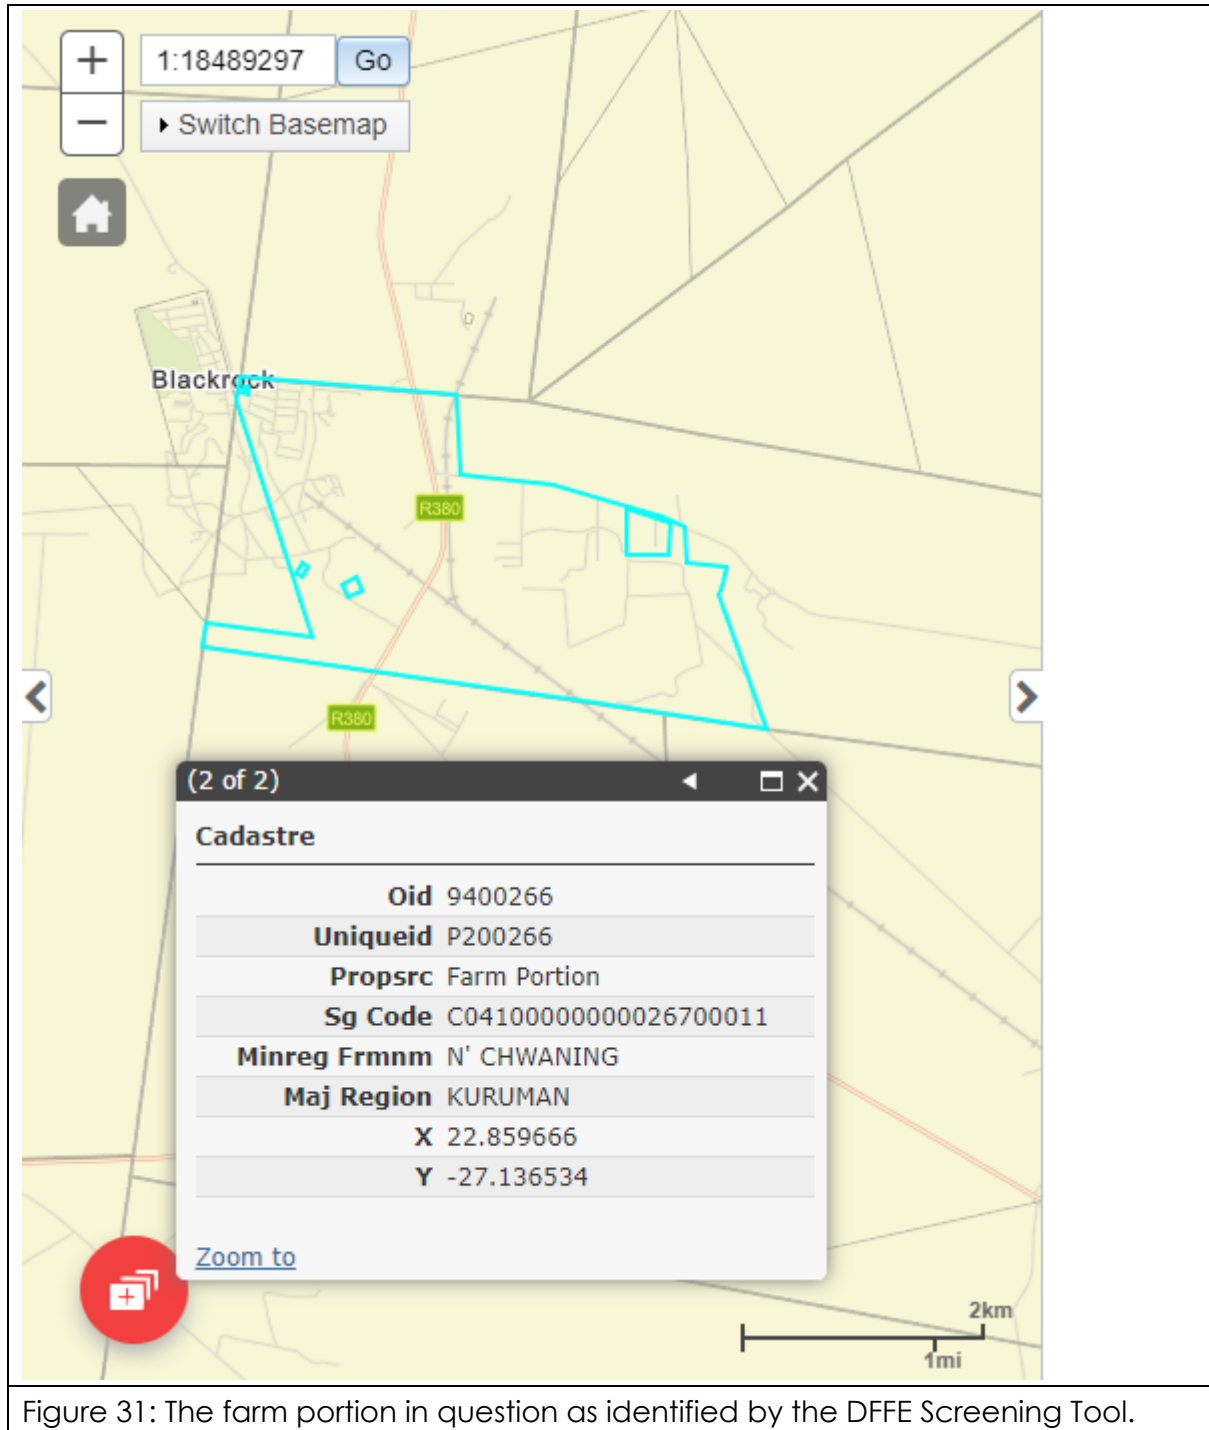 +
1:18489297 Go
−
Switch Basemap
Blackrock
R380
R380
(2 of 2)
Cadastre
Oid 9400266
Uniqueid P200266
Propsrc Farm Portion
Sg Code C04100000000026700011
Minreg Frmnm N' CHWANING
Maj Region KURUMAN
X 22.859666
Y -27.136534
Zoom to
2km
1mi
Figure 31: The farm portion in question as identified by the DFFE Screening Tool.